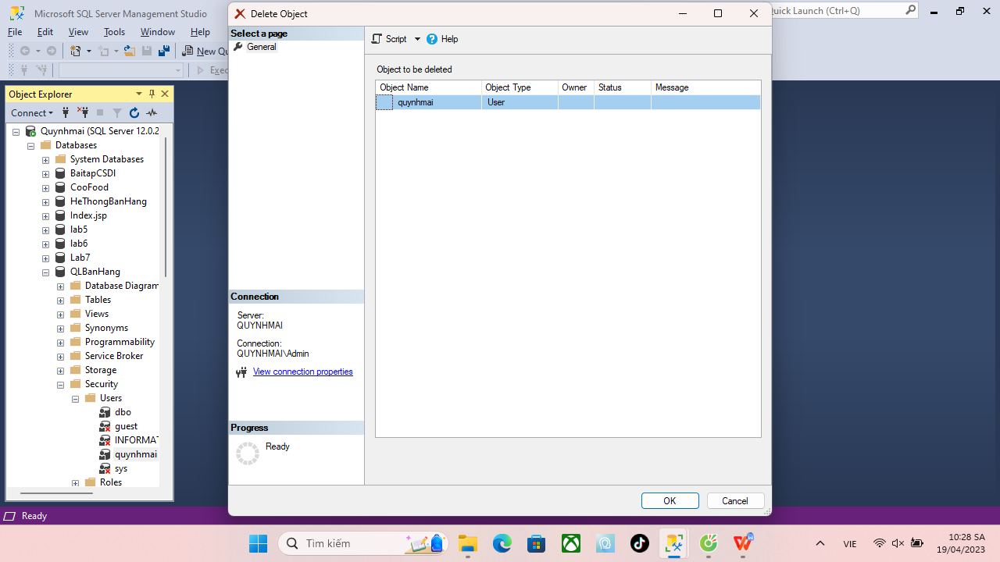 Microsoft SQL Server Management Studio
Quick Launch (Ctrl+Q)
File Edit View Tools Window Help
New Qu
Exec
Object Explorer
Connect
Quynhmai (SQL Server 12.0.2
Databases
System Databases
BaitapCSDl
CooFood
HeThongBanHang
Index.jsp
lab5
lab6
Lab7
QLBanHang
Database Diagram
Tables
Views
Synonyms
Programmability
Service Broker
Storage
Security
Users
dbo
guest
INFORMAT
quynhmai
sys
Roles
Delete Object
Select a page
General
Script Help
Object to be deleted
Object Name Object Type Owner Status Message
quynhmai User
Connection
Server:
QUYNHMAI
Connection:
QUYNHMAI\Admin
View connection properties
Progress
Ready
OK Cancel
Ready
Tìm kiếm
VIE
10:28 SA
19/04/2023